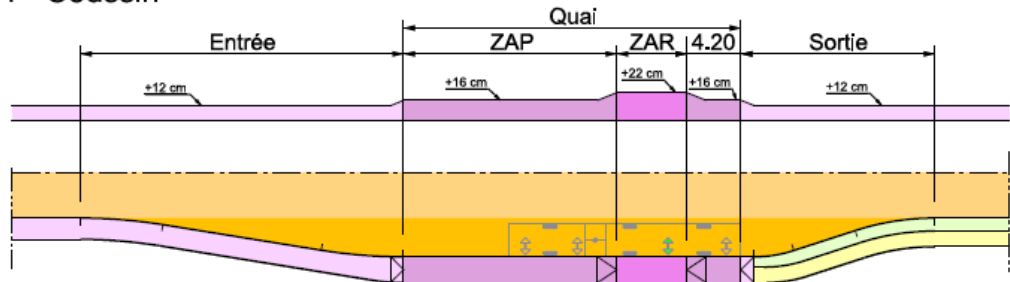 Quai
Entrée ZAP ZAR 4.20 Sortie
+12 cm +16 cm +22 cm +16 cm +12 cm